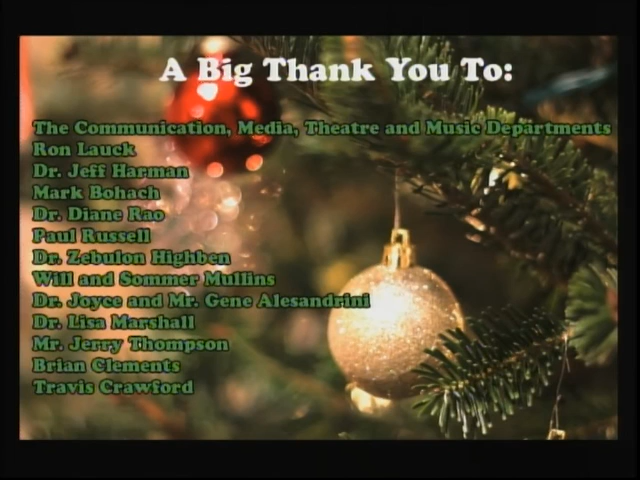 A Big Thank You To:
The Communication, Media, Theatre and Music Departments
Ron Lauck
Dr. Jeff Harman
Mark Bohach
Dr. Diane Rao
Paul Russell
Dr. Zebulon Highben
Will and Sommer Mullins
Dr. Joyce and Mr. Gene Alesandrini
Dr. Lisa Marshall
Mr. Jerry Thompson
Brian Clements
Travis Crawford